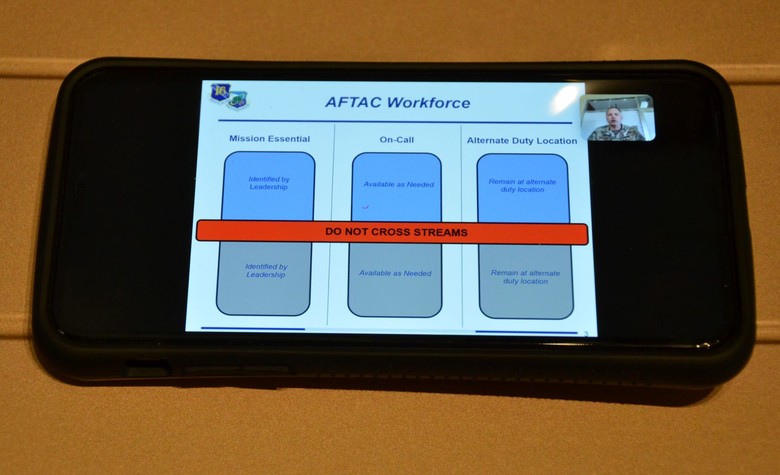 AFTAC Workforce
Mission Essential
On-Call
Alternate Duty Location
Identified by
Leadership
Available as Needed
Remain at alternate
duty location
DO NOT CROSS STREAMS
Identified by
Leadership
Available as Needed
Remain at alternate
duty location
3